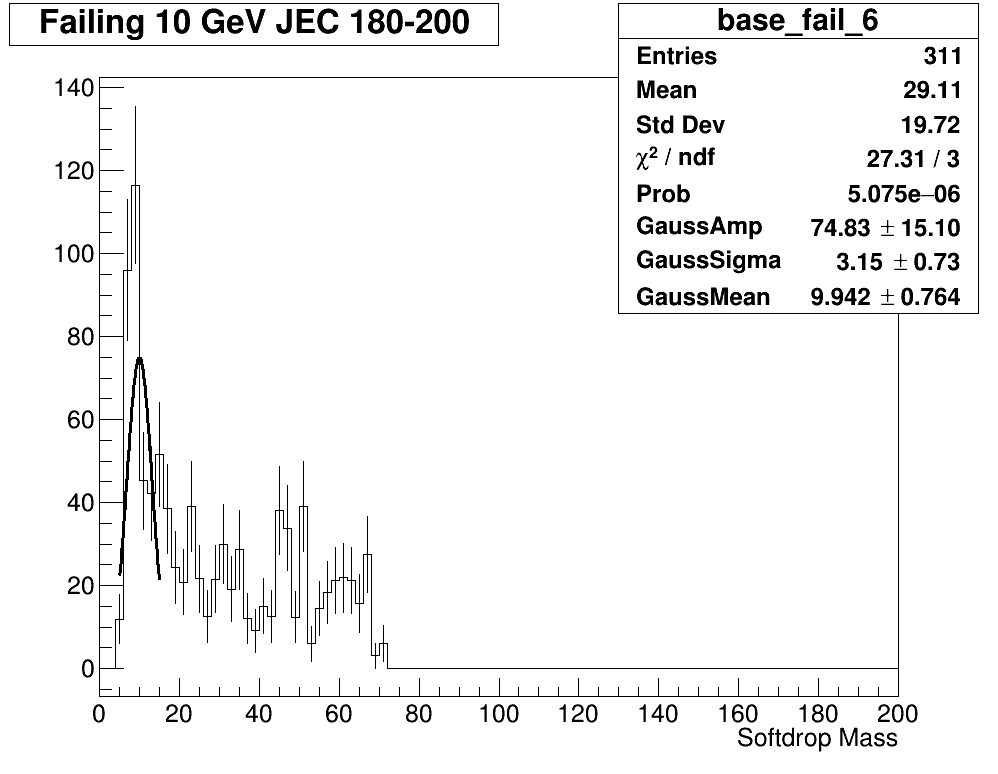 Failing 10 GeV JEC 180-200
base_fail_6
Entries 311
Mean 29.11
Std Dev 19.72
χ² / ndf 27.31 / 3
Prob 5.075e−06
GaussAmp 74.83 ± 15.10
GaussSigma 3.15 ± 0.73
GaussMean 9.942 ± 0.764
140
120
100
80
60
40
20
0
0 20 40 60 80 100 120 140 160 180 200
Softdrop Mass